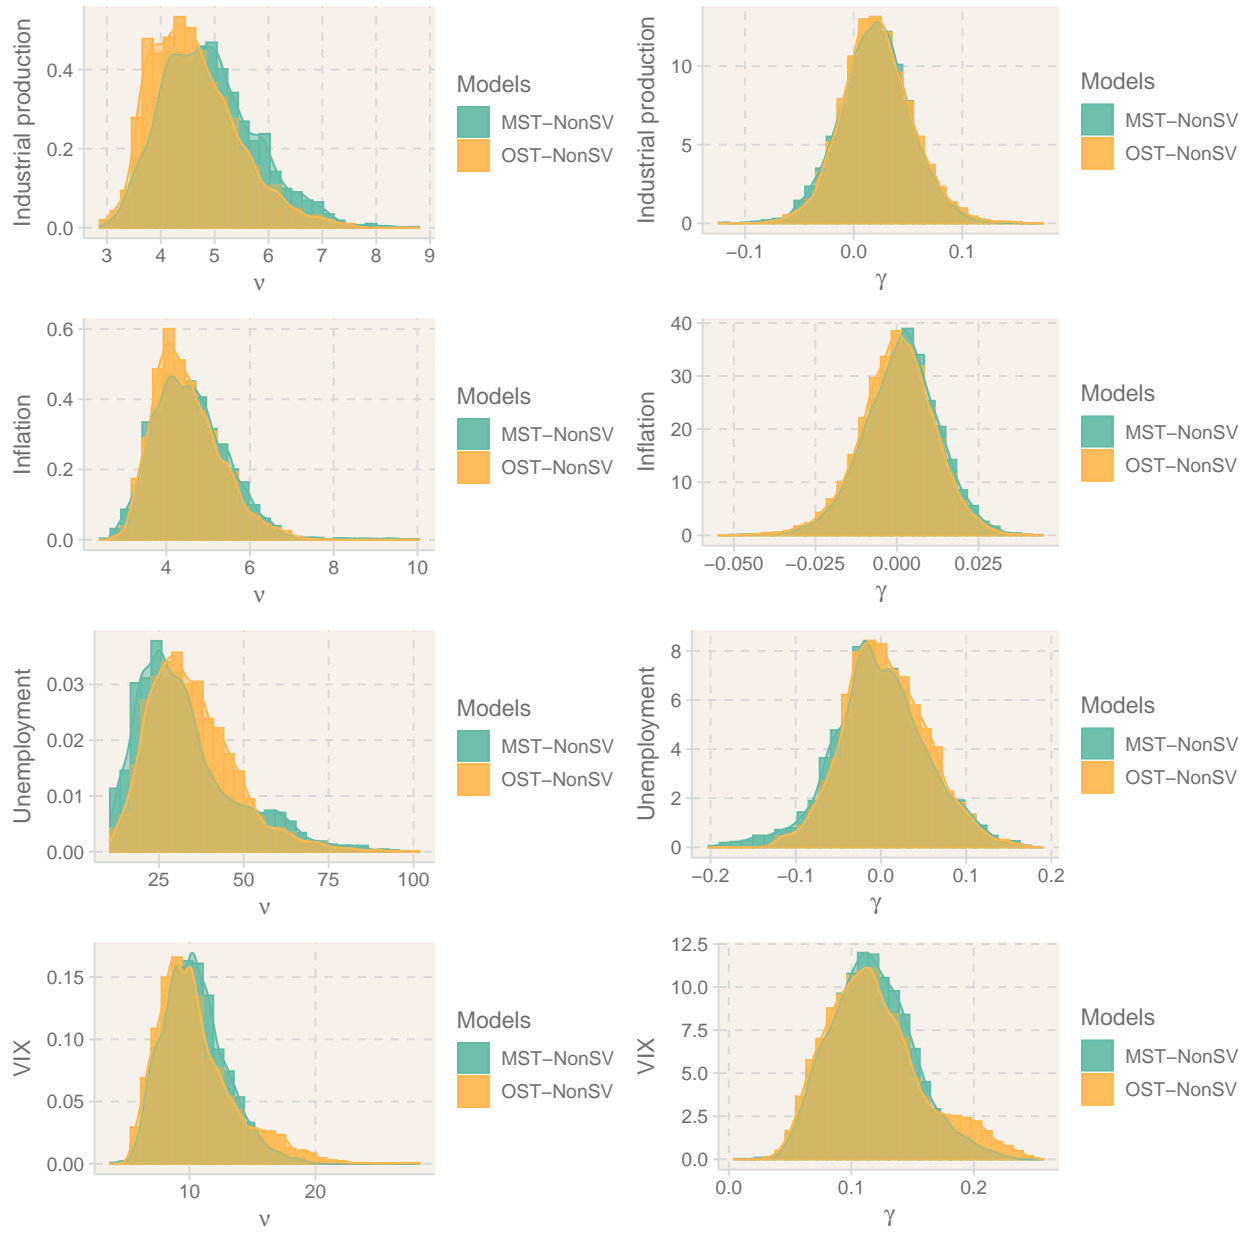 Industrial production
0.4
0.2
0.0
3 4 5 6 7 8 9
ν
Models
MST−NonSV
OST−NonSV
Industrial production
10
5
0
−0.1 0.0 0.1
γ
Models
MST−NonSV
OST−NonSV
Inflation
0.6
0.4
0.2
0.0
4 6 8 10
ν
Models
MST−NonSV
OST−NonSV
Inflation
40
30
20
10
0
−0.050 −0.025 0.000 0.025
γ
Models
MST−NonSV
OST−NonSV
Unemployment
0.03
0.02
0.01
0.00
25 50 75 100
ν
Models
MST−NonSV
OST−NonSV
Unemployment
8
6
4
2
0
−0.2 −0.1 0.0 0.1 0.2
γ
Models
MST−NonSV
OST−NonSV
VIX
0.15
0.10
0.05
0.00
10 20
ν
Models
MST−NonSV
OST−NonSV
VIX
12.5
10.0
7.5
5.0
2.5
0.0
0.0 0.1 0.2
γ
Models
MST−NonSV
OST−NonSV